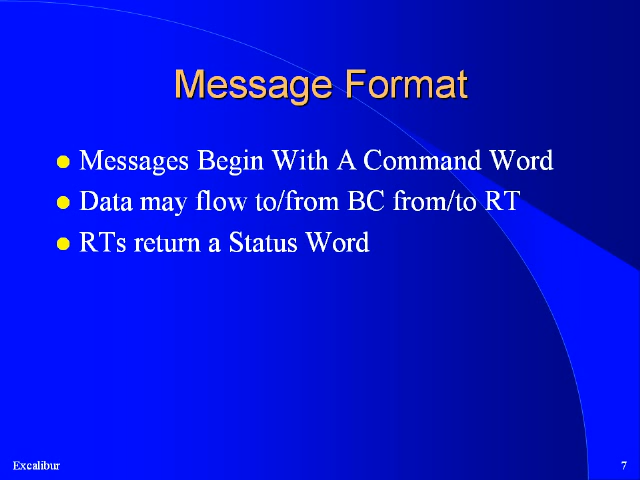 Message Format
Messages Begin With A Command Word
Data may flow to/from BC from/to RT
RTs return a Status Word
Excalibur
7